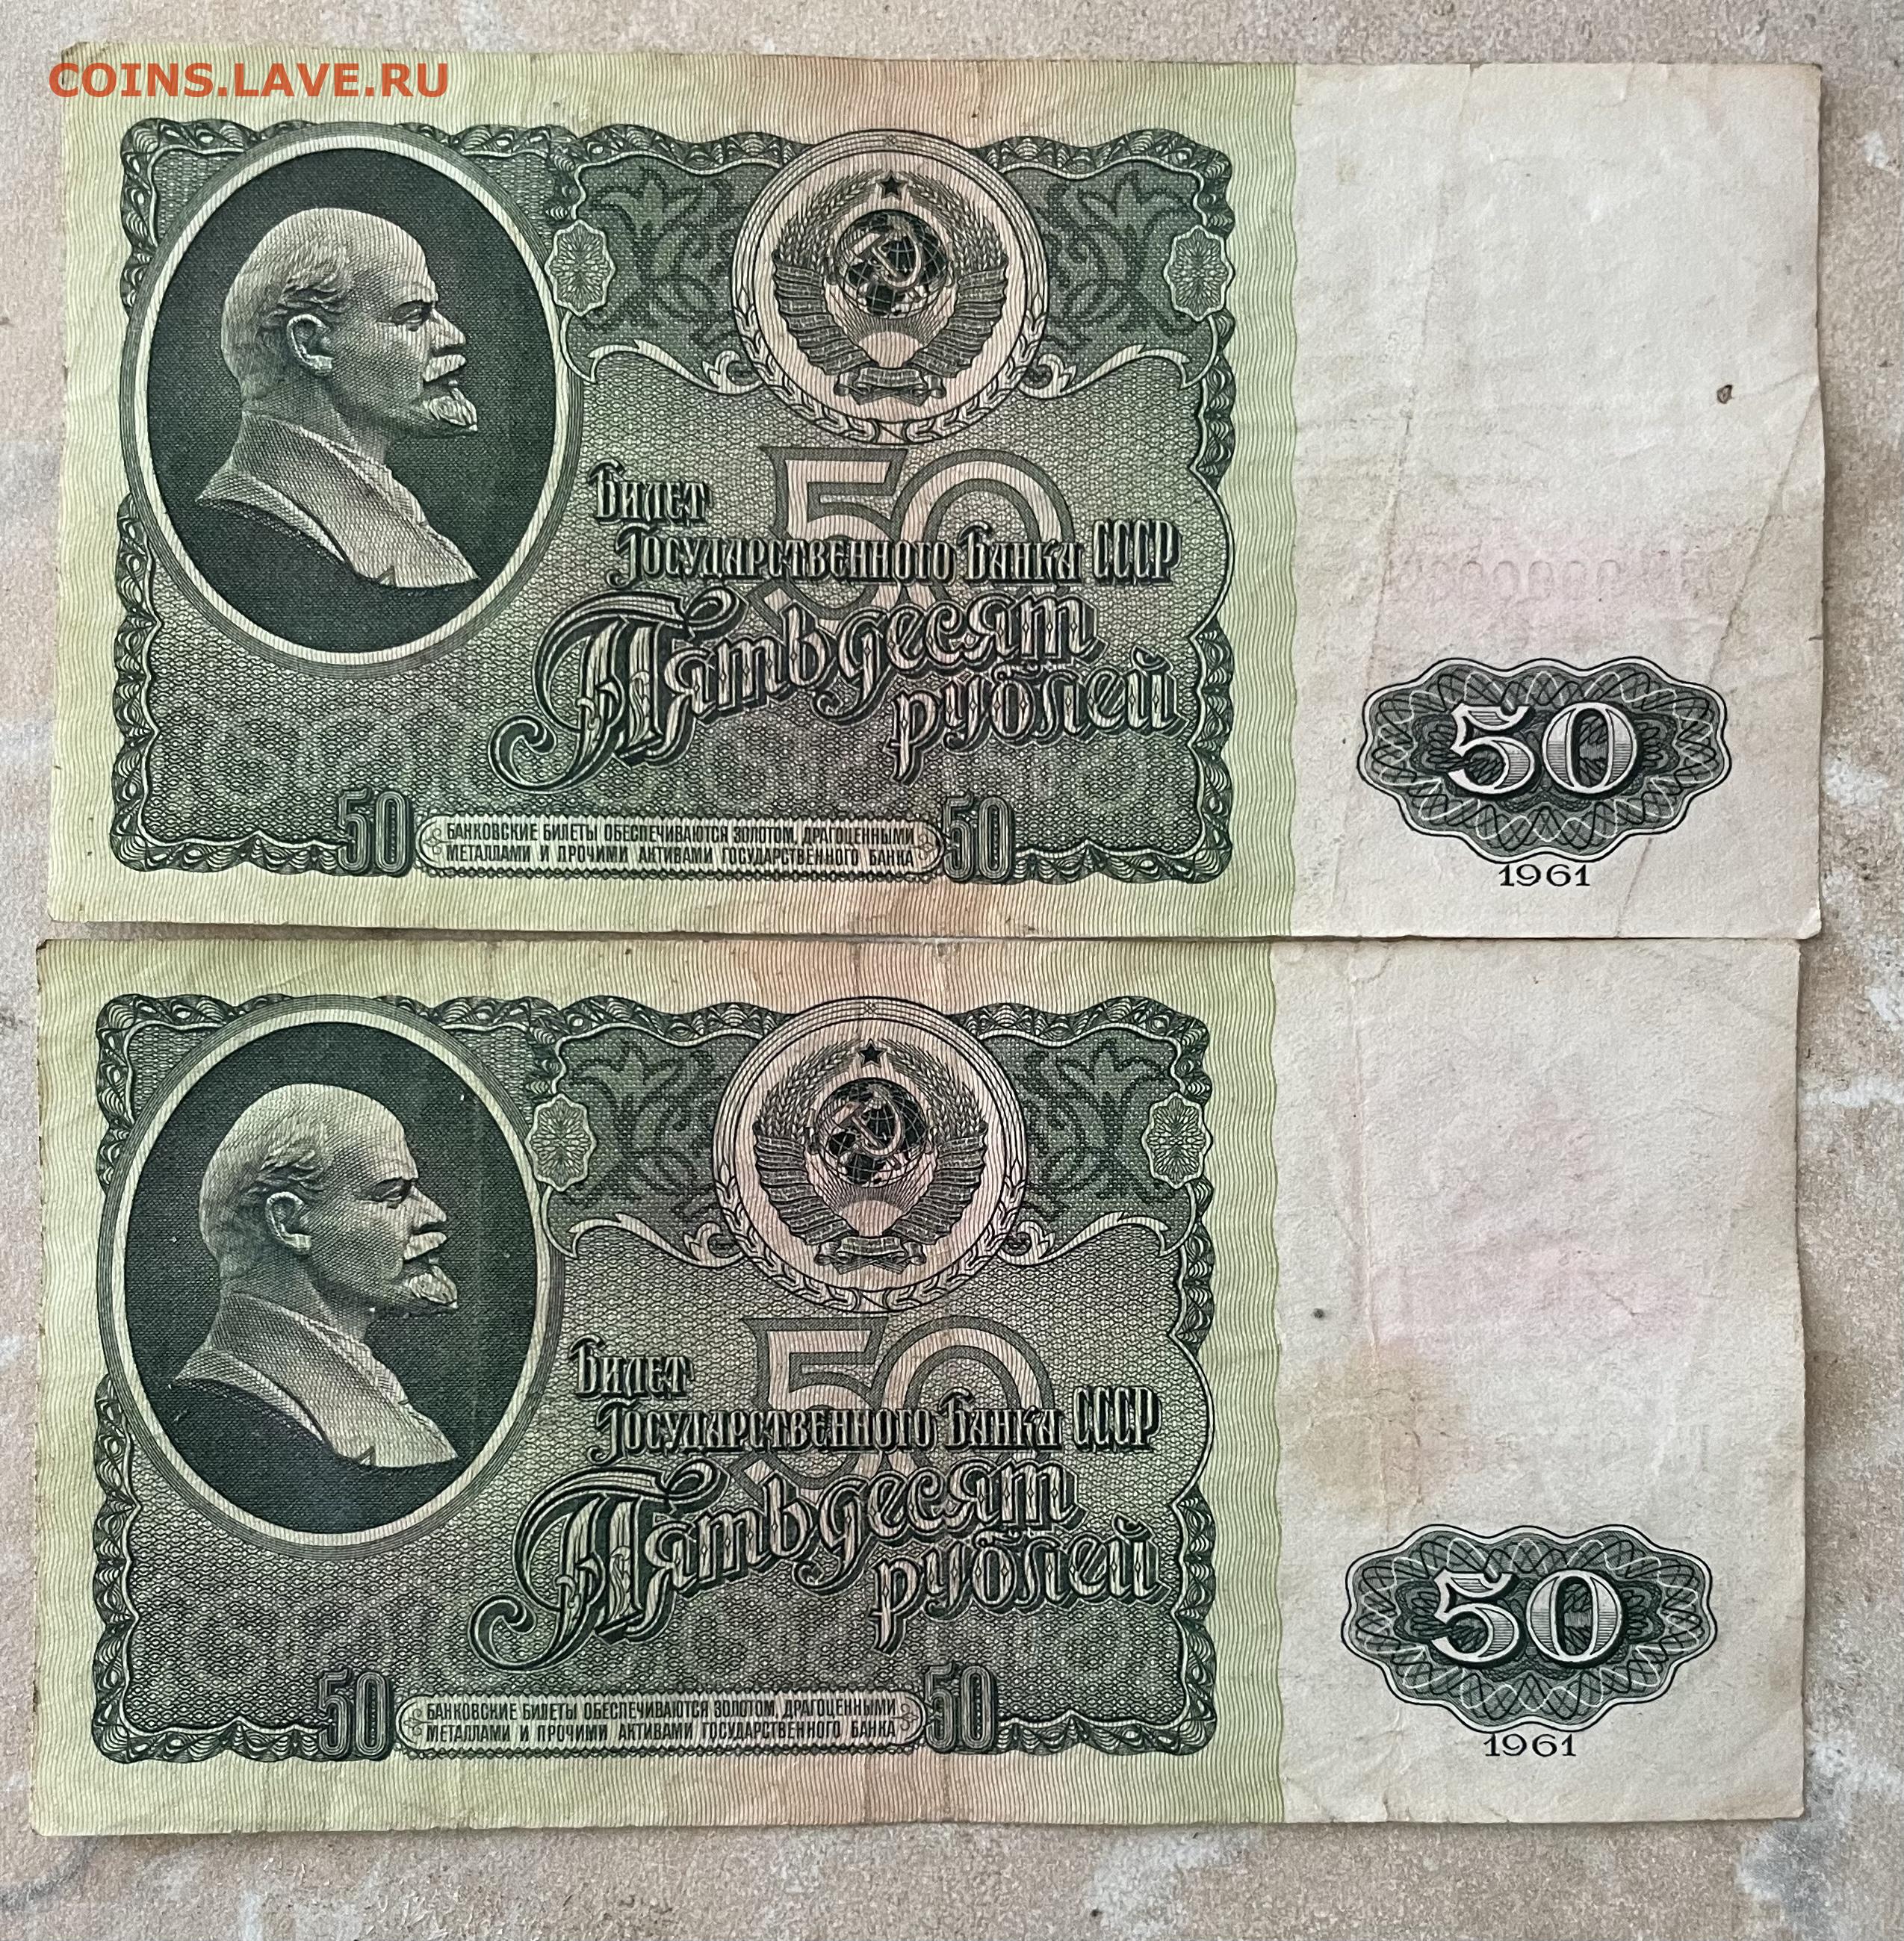 COINS.LAVE.RU
50
Билет
Государственного Банка СССР
Пятьдесят
рублей
50 БАНКОВСКИЕ БИЛЕТЫ ОБЕСПЕЧИВАЮТСЯ ЗОЛОТОМ, ДРАГОЦЕННЫМИ 50
МЕТАЛЛАМИ И ПРОЧИМИ АКТИВАМИ ГОСУДАРСТВЕННОГО БАНКА
50
1961
50
Билет
Государственного Банка СССР
Пятьдесят
рублей
50 БАНКОВСКИЕ БИЛЕТЫ ОБЕСПЕЧИВАЮТСЯ ЗОЛОТОМ, ДРАГОЦЕННЫМИ 50
МЕТАЛЛАМИ И ПРОЧИМИ АКТИВАМИ ГОСУДАРСТВЕННОГО БАНКА
50
1961